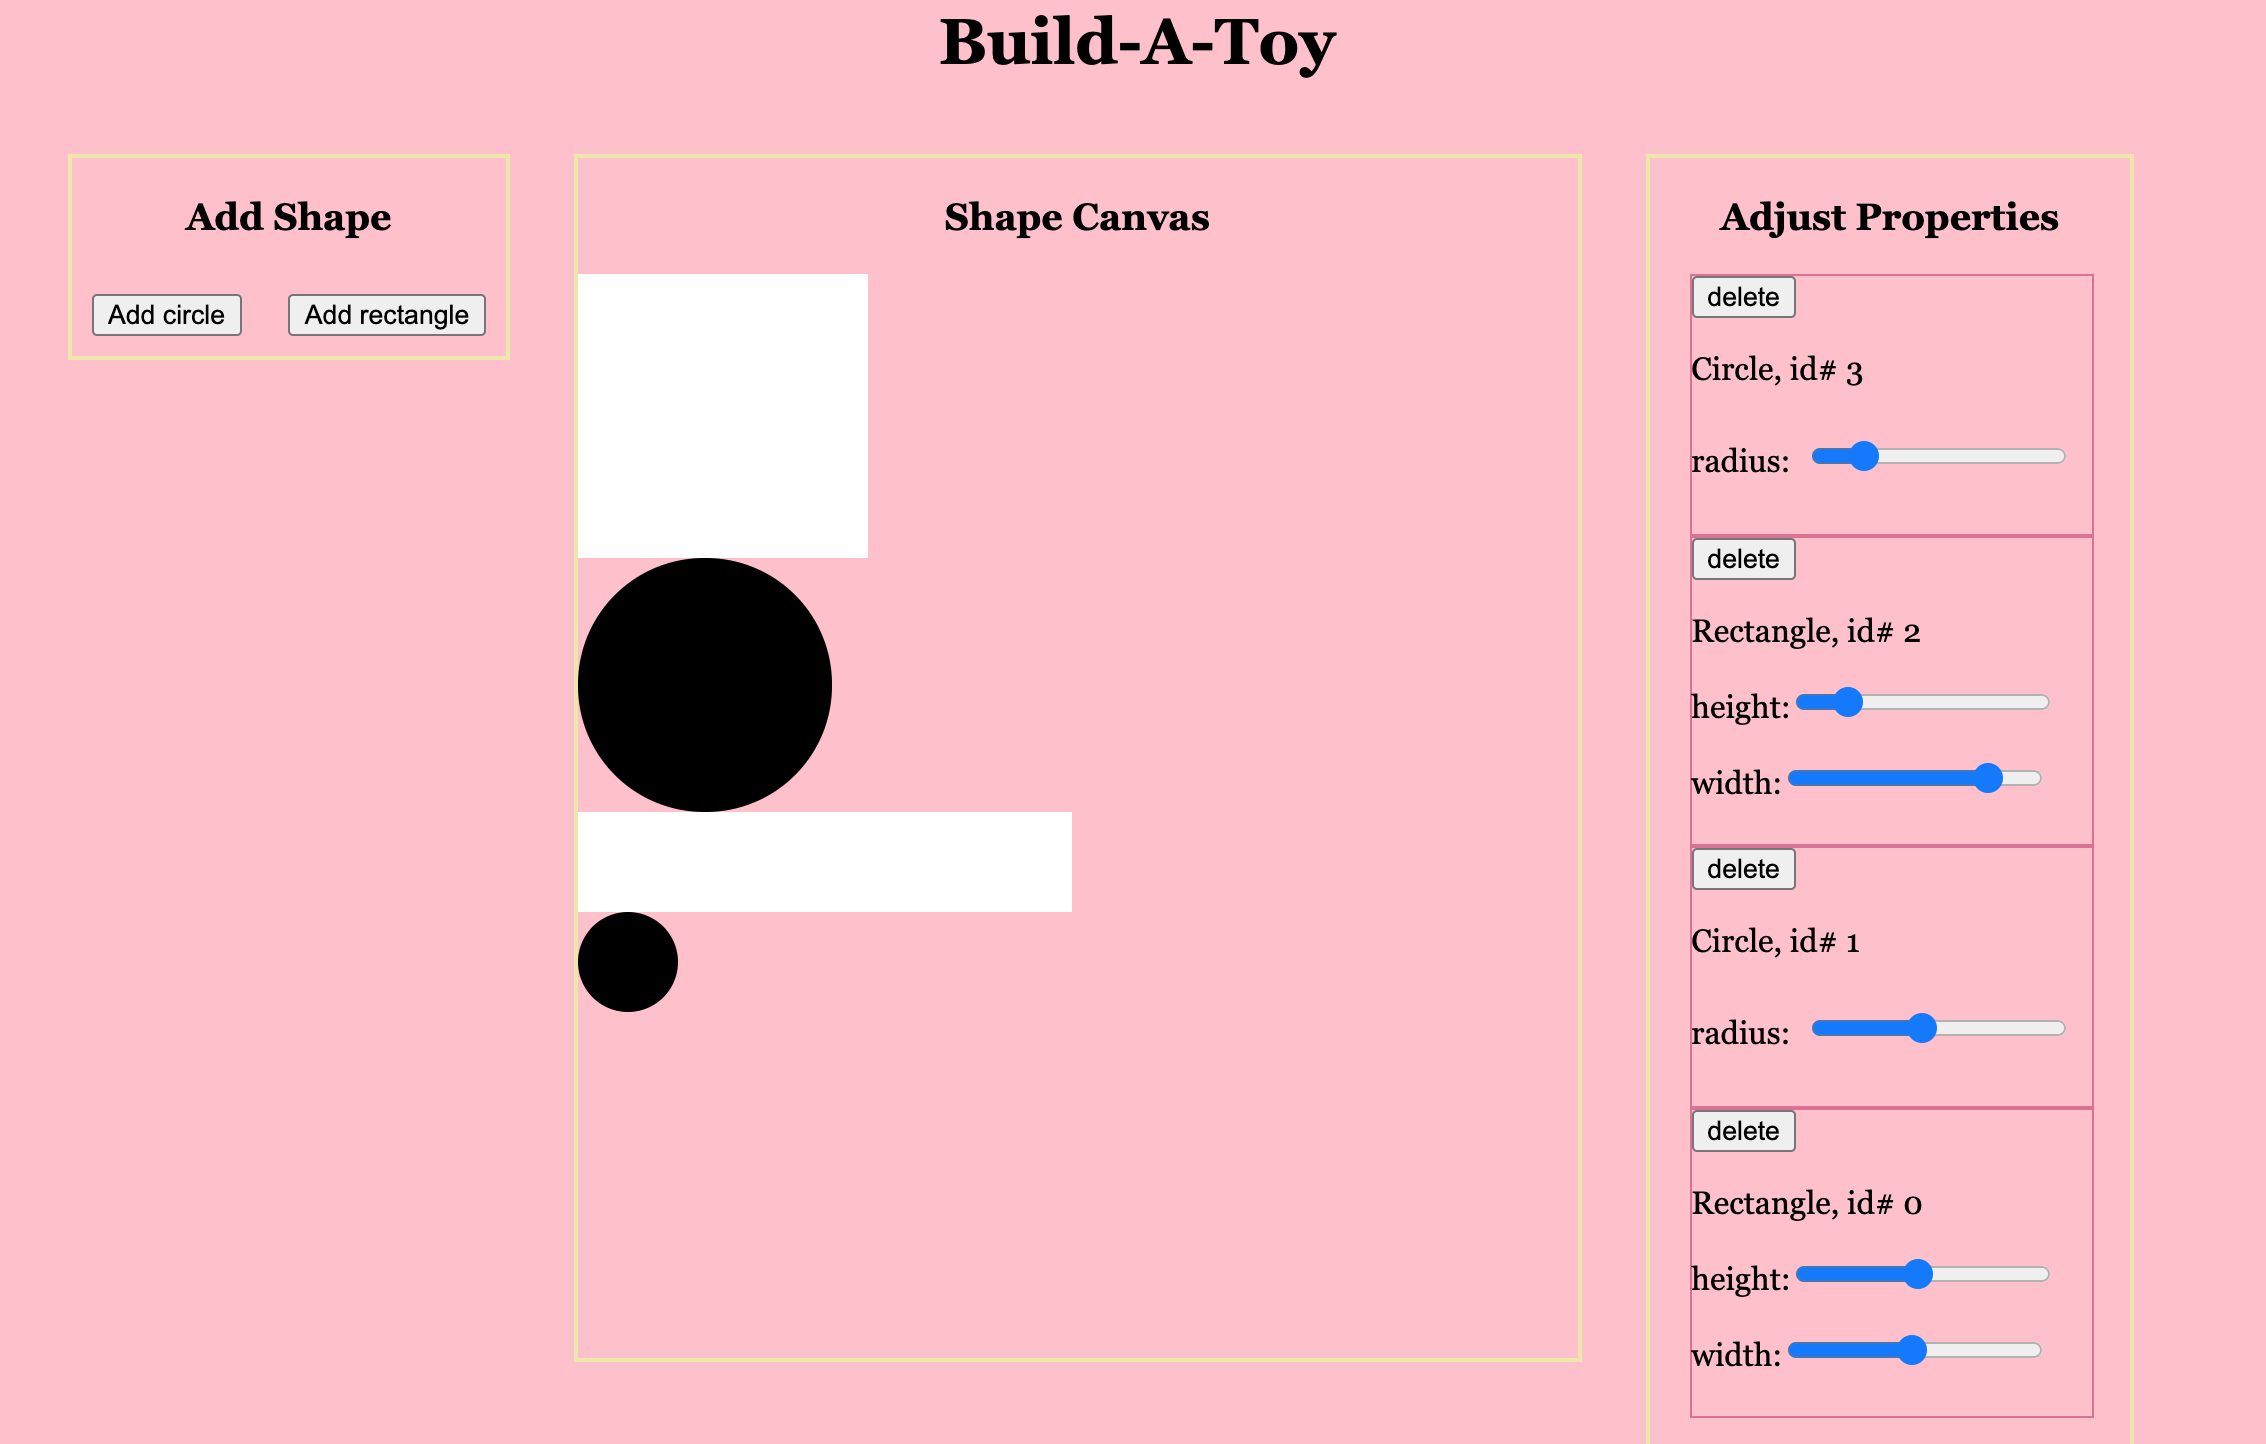 Build-A-Toy
Add Shape
Add circle
Add rectangle
Shape Canvas
Adjust Properties
delete
Circle, id# 3
radius:
delete
Rectangle, id# 2
height:
width:
delete
Circle, id# 1
radius:
delete
Rectangle, id# 0
height:
width: